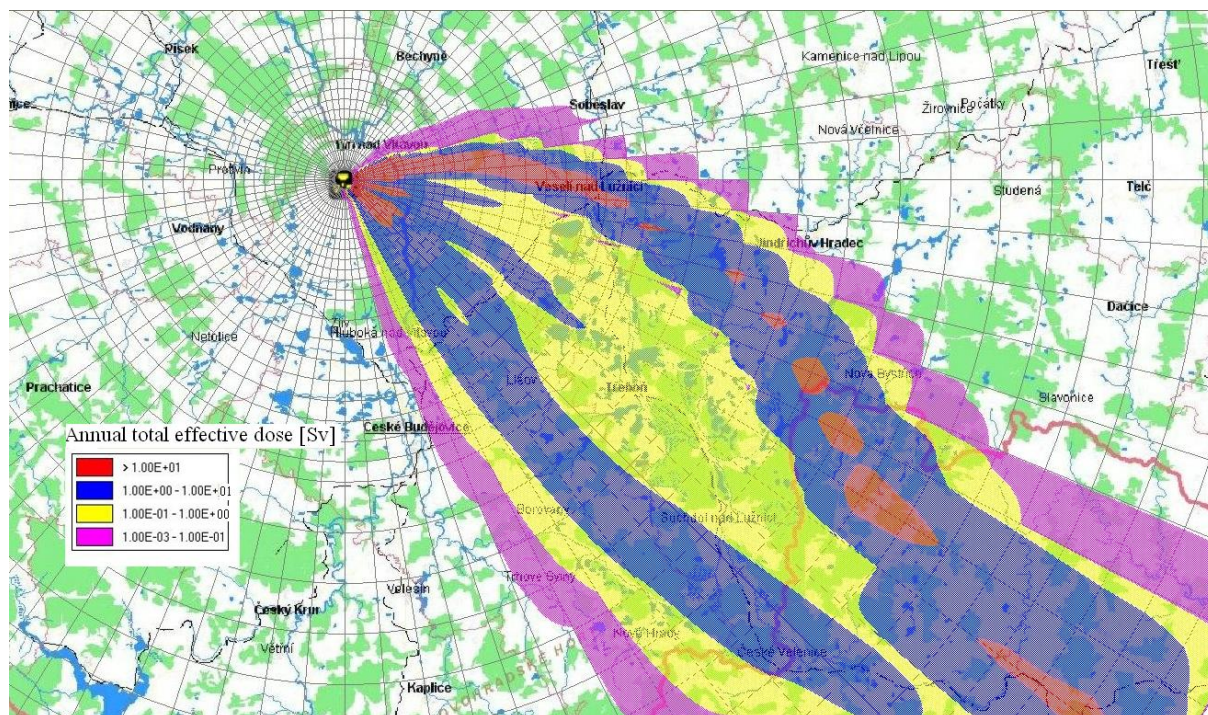 Písek
Bechyně
Kamenice nad Lipou
Třešť
Soběslav
Žirovnice
Počátky
Nová Včelnice
Týn nad Vltavou
Protivín
Veselí nad Lužnicí
Studená
Telč
Vodňany
Jindřichův Hradec
Dačice
Netolice
Zliv
Hluboká nad Vltavou
Prachatice
Lišov
Třeboň
Nová Bystřice
Slavonice
České Budějovice
Annual total effective dose [Sv]
> 1.00E+01
1.00E+00 - 1.00E+01
1.00E-01 - 1.00E+00
1.00E-03 - 1.00E-01
Borovany
Suchdol nad Lužnicí
Trhové Sviny
Velešín
Český Kru
Větřní
Nové Hrady
České Velenice
Kaplice